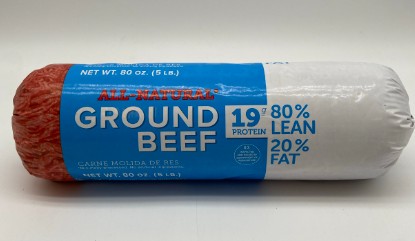 FAT
NET WT. 80 oz. (5 LB.)
ALL-NATURAL*
GROUND
BEEF
19g
PROTEIN
80%
LEAN
20%
FAT
CARNE MOLIDA DE RES
NET WT. 80 oz. (5 LB.)